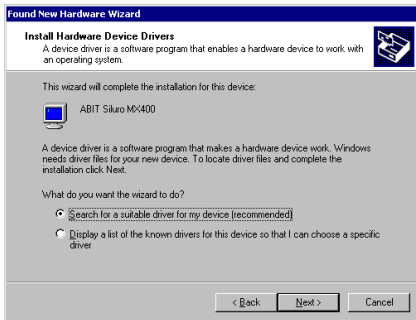 Found New Hardware Wizard
Install Hardware Device Drivers
A device driver is a software program that enables a hardware device to work with
an operating system.
This wizard will complete the installation for this device:
ABIT Siluro MX400
A device driver is a software program that makes a hardware device work. Windows
needs driver files for your new device. To locate driver files and complete the
installation click Next.
What do you want the wizard to do?
Search for a suitable driver for my device (recommended)
Display a list of the known drivers for this device so that I can choose a specific
driver
< Back
Next >
Cancel